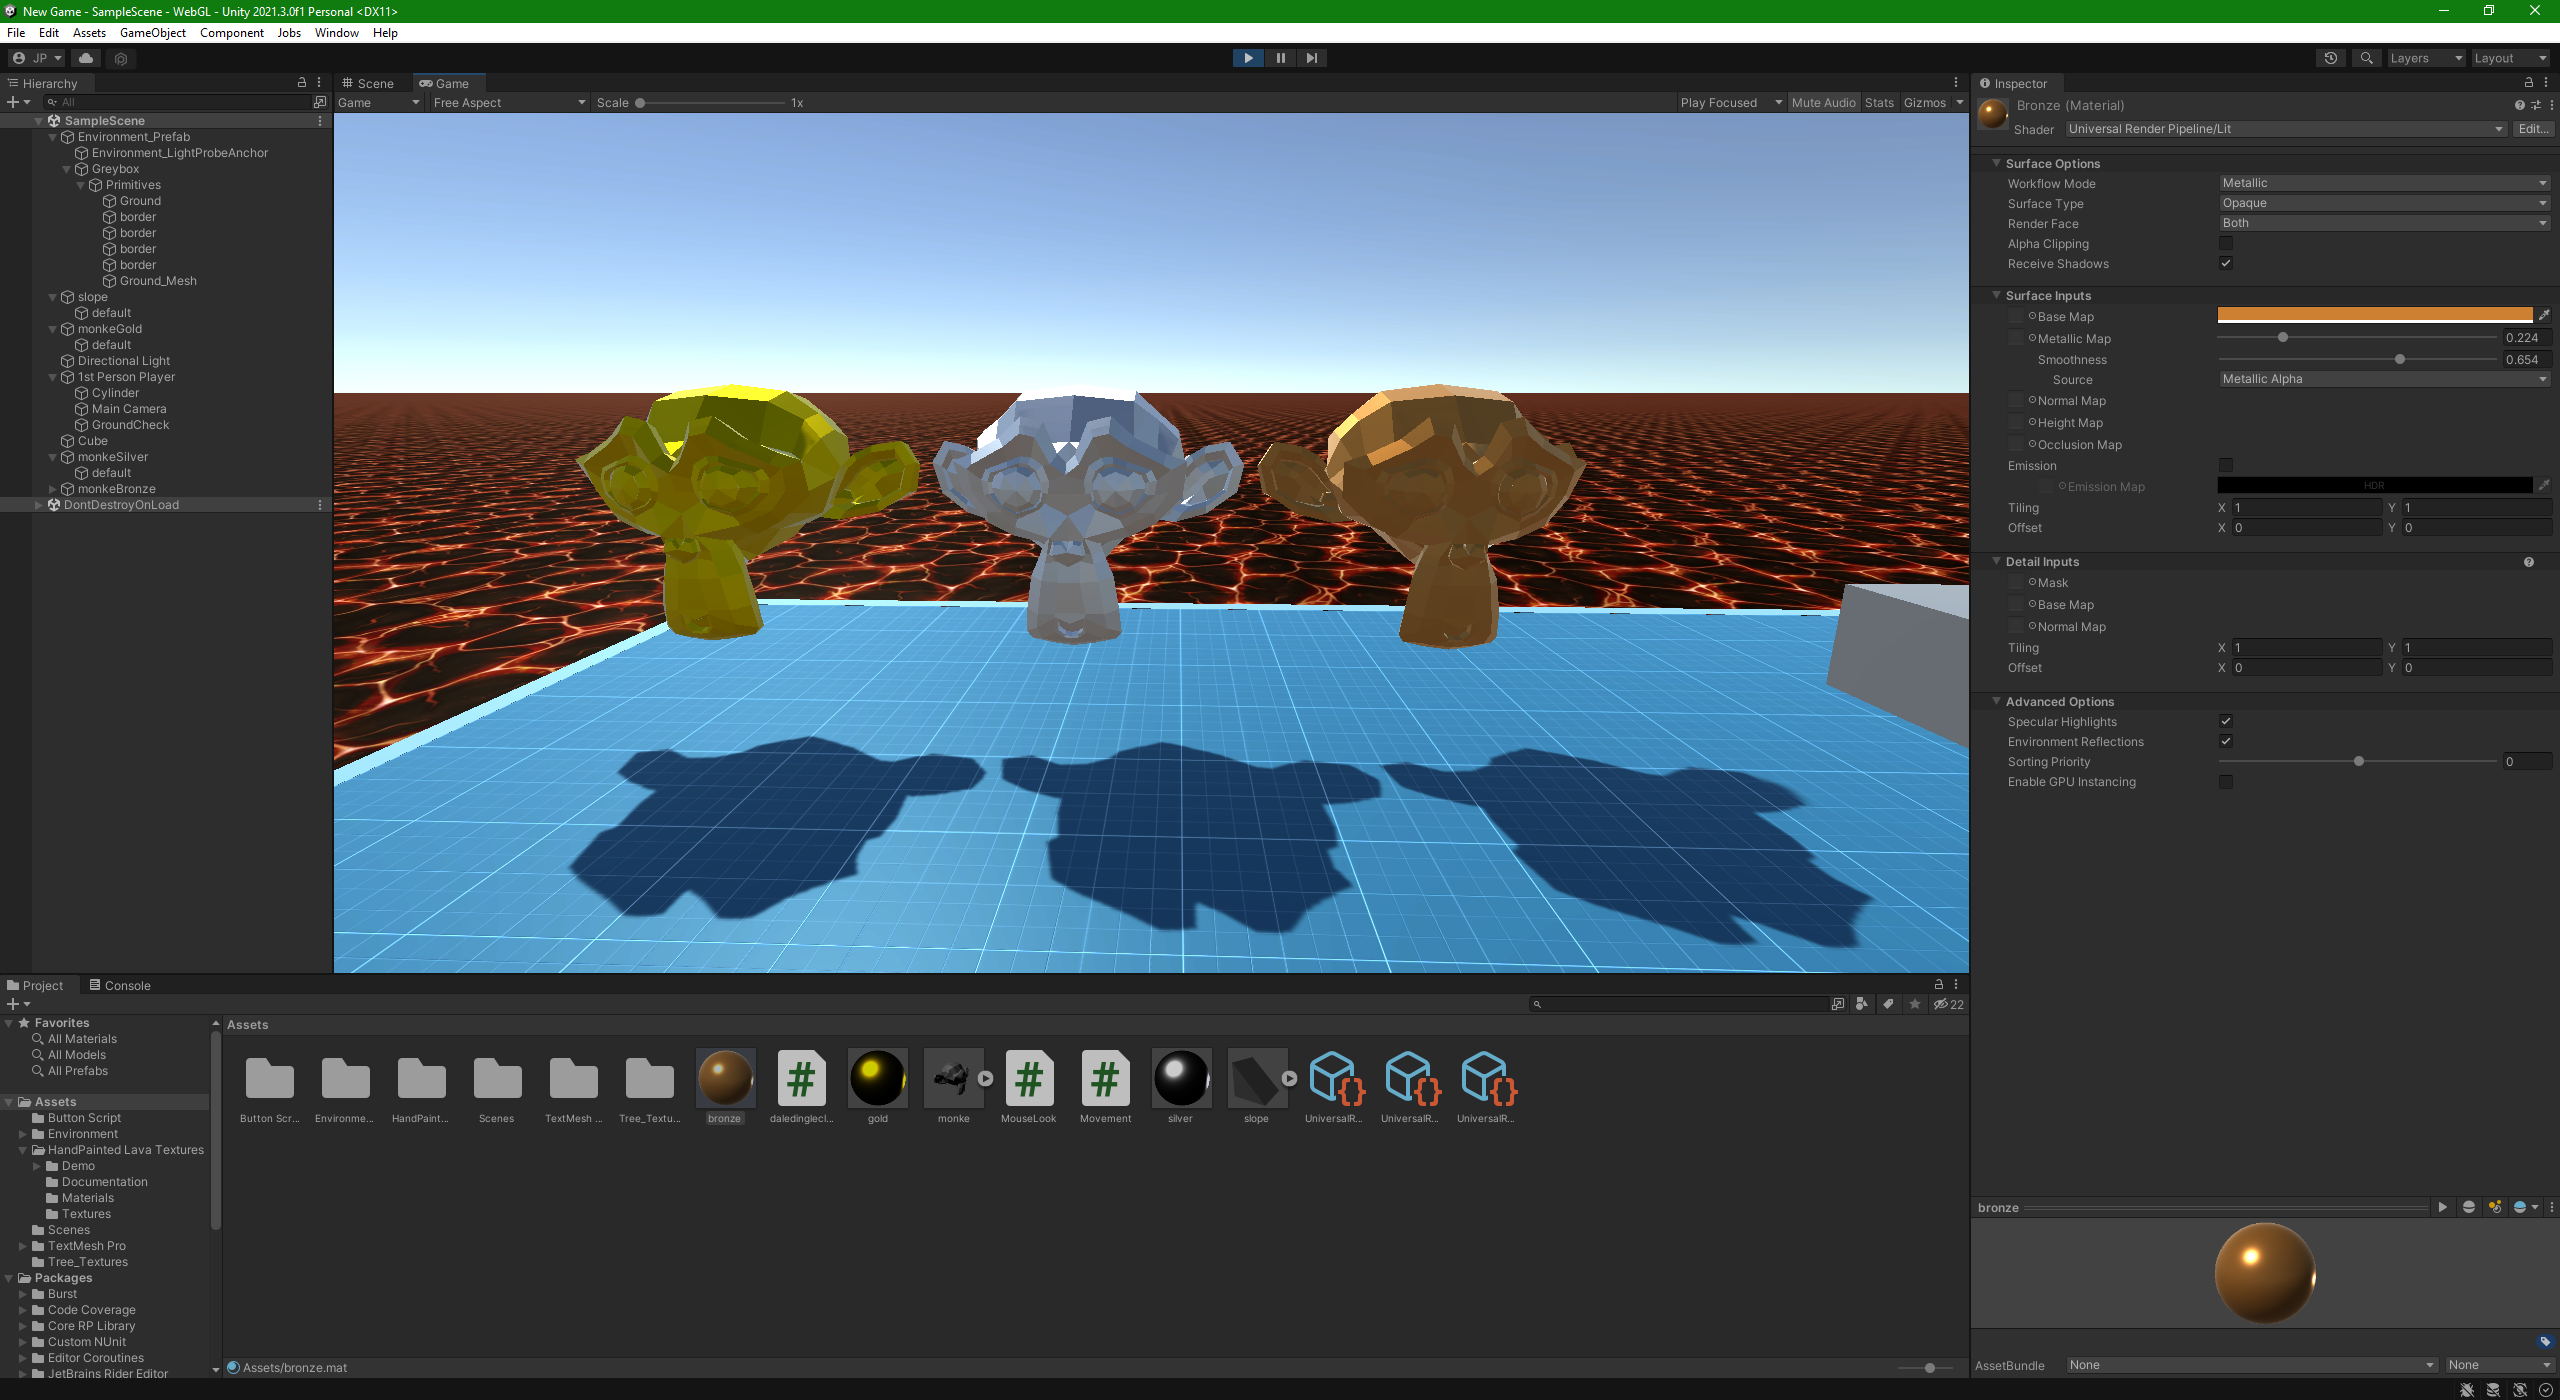 New Game - SampleScene - WebGL - Unity 2021.3.0f1 Personal <DX11>
File Edit Assets GameObject Component Jobs Window Help
JP
Layers Layout
Hierarchy
All
SampleScene
Environment_Prefab
Environment_LightProbeAnchor
Greybox
Primitives
Ground
border
border
border
border
Ground_Mesh
slope
default
monkeGold
default
Directional Light
1st Person Player
Cylinder
Main Camera
GroundCheck
Cube
monkeSilver
default
monkeBronze
DontDestroyOnLoad
Scene Game
Game Free Aspect Scale 1x Play Focused Mute Audio Stats Gizmos
Inspector
Bronze (Material)
Shader Universal Render Pipeline/Lit Edit...
Surface Options
Workflow Mode Metallic
Surface Type Opaque
Render Face Both
Alpha Clipping
Receive Shadows
Surface Inputs
Base Map
Metallic Map 0.224
Smoothness 0.654
Source Metallic Alpha
Normal Map
Height Map
Occlusion Map
Emission
Emission Map HDR
Tiling X 1 Y 1
Offset X 0 Y 0
Detail Inputs
Mask
Base Map
Normal Map
Tiling X 1 Y 1
Offset X 0 Y 0
Advanced Options
Specular Highlights
Environment Reflections
Sorting Priority 0
Enable GPU Instancing
Project Console
22
Favorites
All Materials
All Models
All Prefabs
Assets
Button Script
Environment
HandPainted Lava Textures
Demo
Documentation
Materials
Textures
Scenes
TextMesh Pro
Tree_Textures
Packages
Burst
Code Coverage
Core RP Library
Custom NUnit
Editor Coroutines
JetBrains Rider Editor
Assets
Button Scr... Environme... HandPaint... Scenes TextMesh ... Tree_Textu... bronze daledinglecl... gold monke MouseLook Movement silver slope UniversalR... UniversalR... UniversalR...
Assets/bronze.mat
bronze
AssetBundle None None